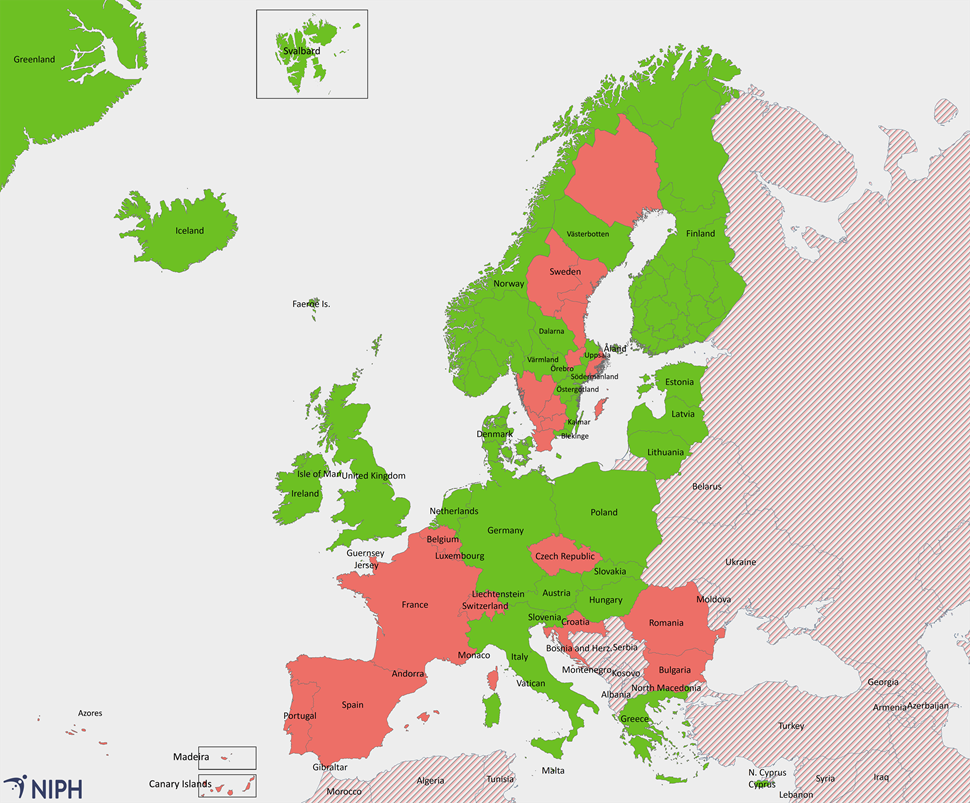 Svalbard
Greenland
Iceland
Finland
Västerbotten
Sweden
Norway
Faeroe Is.
Dalarna
Åland
Uppsala
Värmland
Örebro
Södermanland
Estonia
Östergötland
Latvia
Kalmar
Denmark
Blekinge
Lithuania
Isle of Man
United Kingdom
Belarus
Ireland
Netherlands
Poland
Germany
Belgium
Guernsey
Luxembourg
Czech Republic
Jersey
Ukraine
Slovakia
Liechtenstein
Austria
Moldova
France
Switzerland
Hungary
Slovenia
Croatia
Romania
Bosnia and Herz.
Serbia
Monaco
Italy
Andorra
Montenegro
Kosovo
Bulgaria
Vatican
North Macedonia
Georgia
Albania
Spain
Armenia
Azerbaijan
Azores
Portugal
Greece
Turkey
Madeira
Gibraltar
Malta
N. Cyprus
Canary Islands
Algeria
Tunisia
Cyprus
Syria
Iraq
Morocco
Lebanon
NIPH